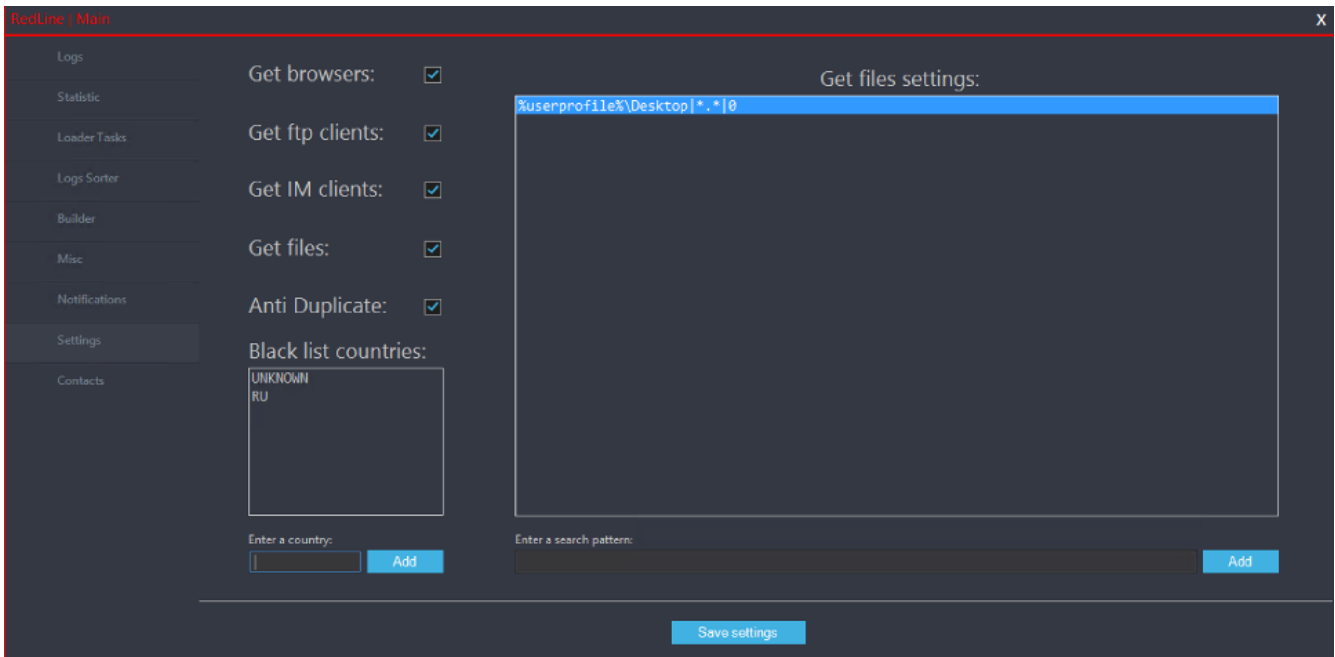 RedLine | Main
X
Logs
Statistic
Loader Tasks
Logs Sorter
Builder
Misc
Notifications
Settings
Contacts
Get browsers:
Get ftp clients:
Get IM clients:
Get files:
Anti Duplicate:
Black list countries:
UNKNOWN
RU
Enter a country:
Add
Get files settings:
%userprofile%\Desktop|*.*|0
Enter a search pattern:
Add
Save settings